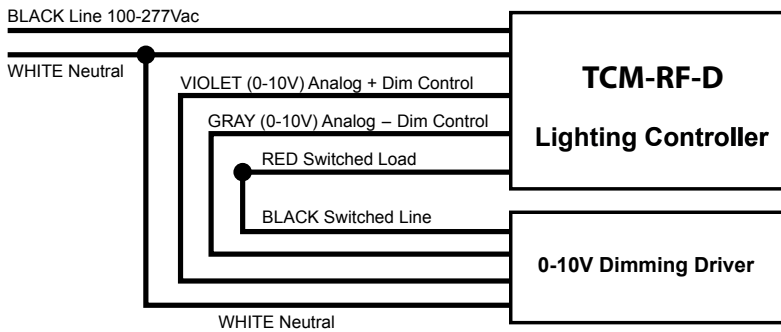 BLACK Line 100-277Vac
WHITE Neutral
VIOLET (0-10V) Analog + Dim Control
GRAY (0-10V) Analog – Dim Control
RED Switched Load
BLACK Switched Line
WHITE Neutral
TCM-RF-D
Lighting Controller
0-10V Dimming Driver